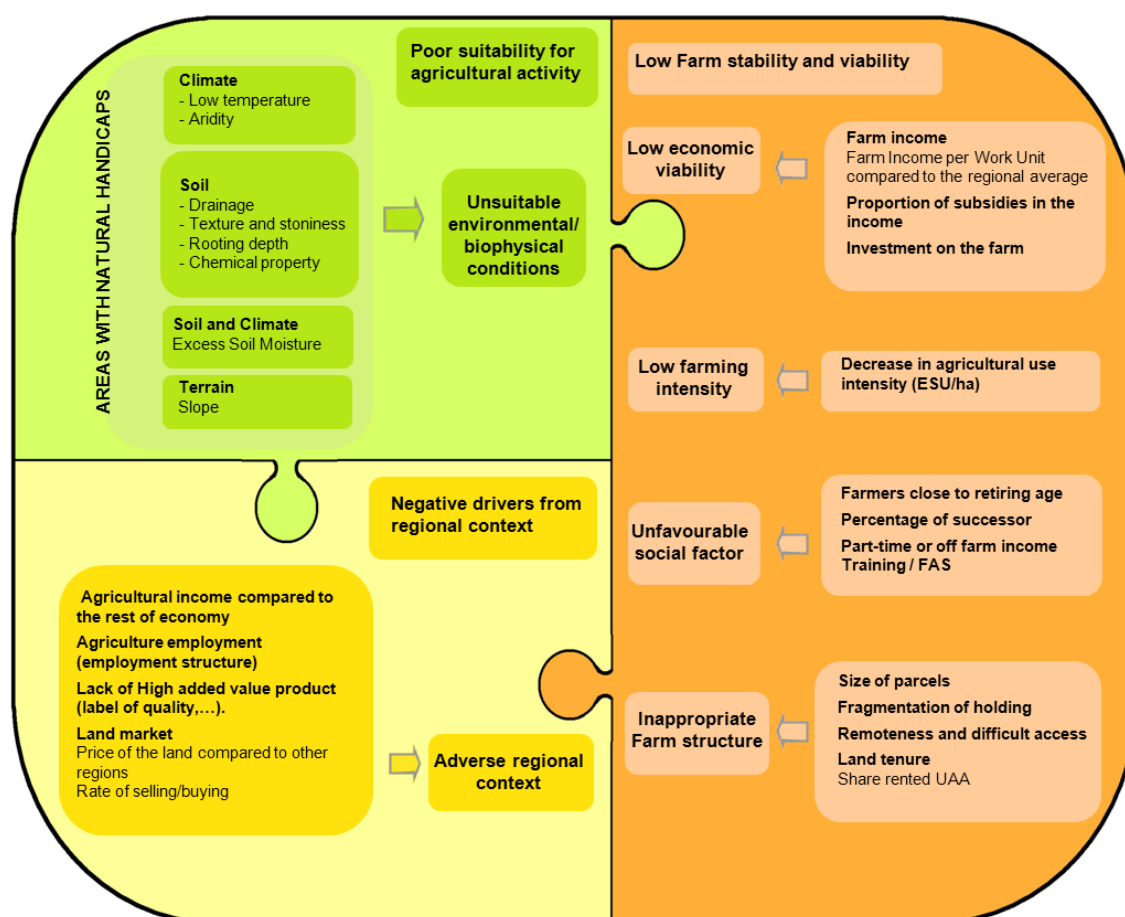 AREAS WITH NATURAL HANDICAPS
Poor suitability for
agricultural activity
Climate
- Low temperature
- Aridity
Soil
- Drainage
- Texture and stoniness
- Rooting depth
- Chemical property
Soil and Climate
Excess Soil Moisture
Terrain
Slope
Unsuitable
environmental/
biophysical
conditions
Low Farm stability and viability
Low economic
viability
Farm income
Farm Income per Work Unit
compared to the regional average
Proportion of subsidies in the
income
Investment on the farm
Low farming
intensity
Decrease in agricultural use
intensity (ESU/ha)
Unfavourable
social factor
Farmers close to retiring age
Percentage of successor
Part-time or off farm income
Training / FAS
Inappropriate
Farm structure
Size of parcels
Fragmentation of holding
Remoteness and difficult access
Land tenure
Share rented UAA
Negative drivers from
regional context
Agricultural income compared to
the rest of economy
Agriculture employment
(employment structure)
Lack of High added value product
(label of quality,…).
Land market
Price of the land compared to other
regions
Rate of selling/buying
Adverse regional
context